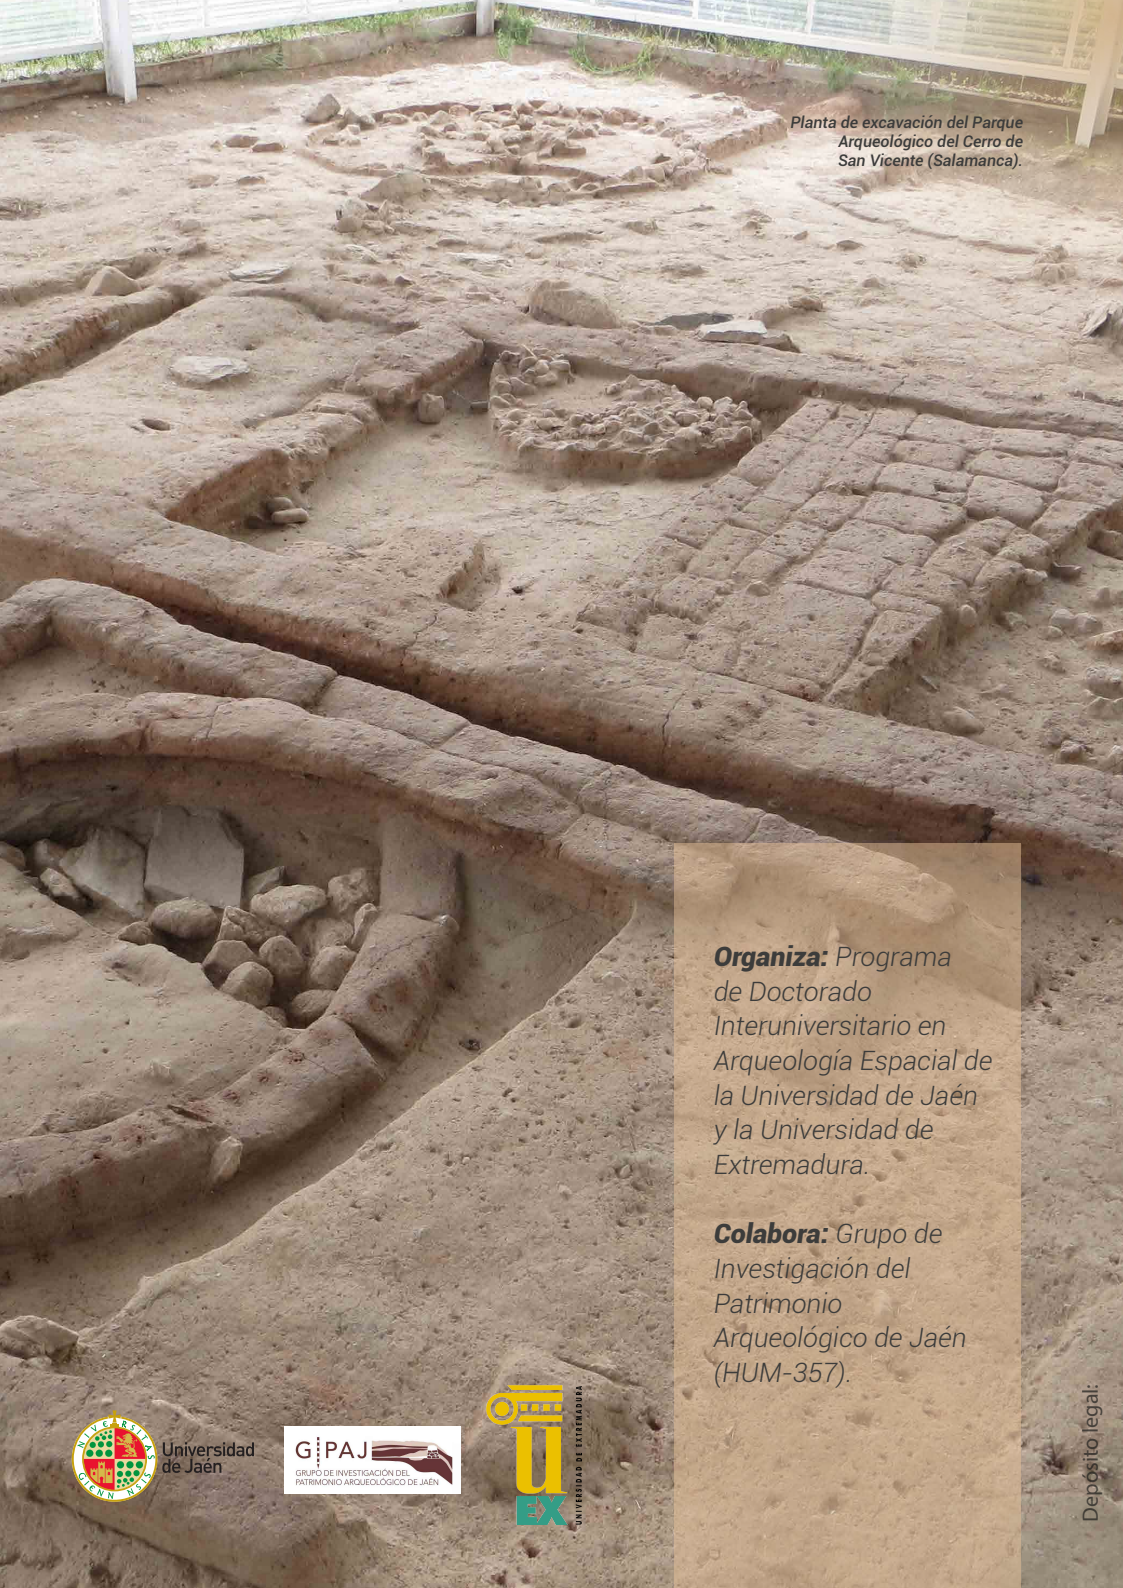 Planta de excavación del Parque
Arqueológico del Cerro de
San Vicente (Salamanca).
Organiza: Programa
de Doctorado
Interuniversitario en
Arqueología Espacial de
la Universidad de Jaén
y la Universidad de
Extremadura.
Colabora: Grupo de
Investigación del
Patrimonio
Arqueológico de Jaén
(HUM-357).
UNIVERSITAS
GIENNENSIS
Universidad
de Jaén
GIPAJ
GRUPO DE INVESTIGACIÓN DEL
PATRIMONIO ARQUEOLÓGICO DE JAÉN
UEX
UNIVERSIDAD DE EXTREMADURA
Depósito legal: